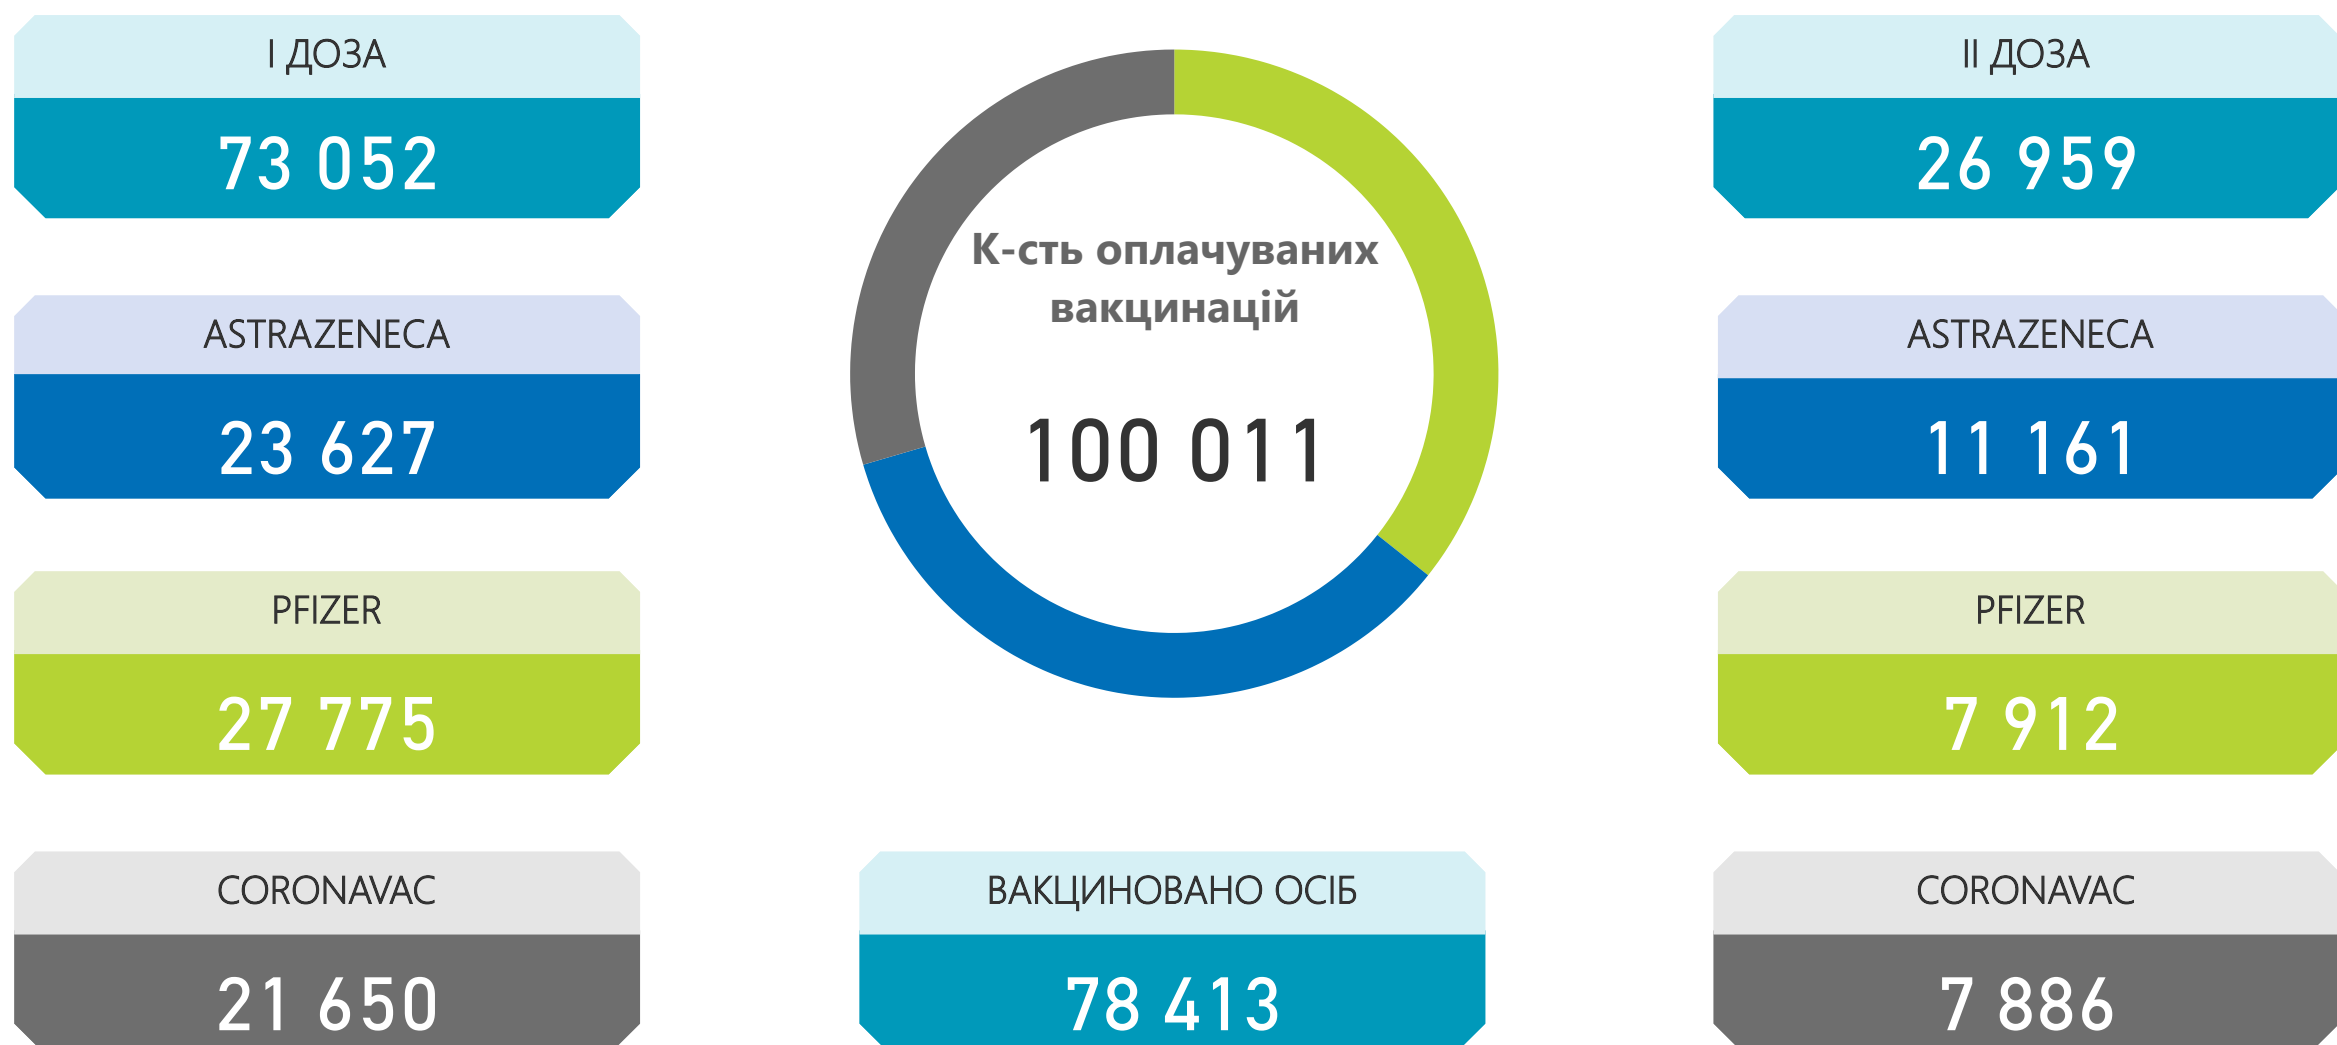 І ДОЗА
73 052
ASTRAZENECA
23 627
PFIZER
27 775
CORONAVAC
21 650
К-сть оплачуваних
вакцинацій
100 011
ВАКЦИНОВАНО ОСІБ
78 413
ІІ ДОЗА
26 959
ASTRAZENECA
11 161
PFIZER
7 912
CORONAVAC
7 886